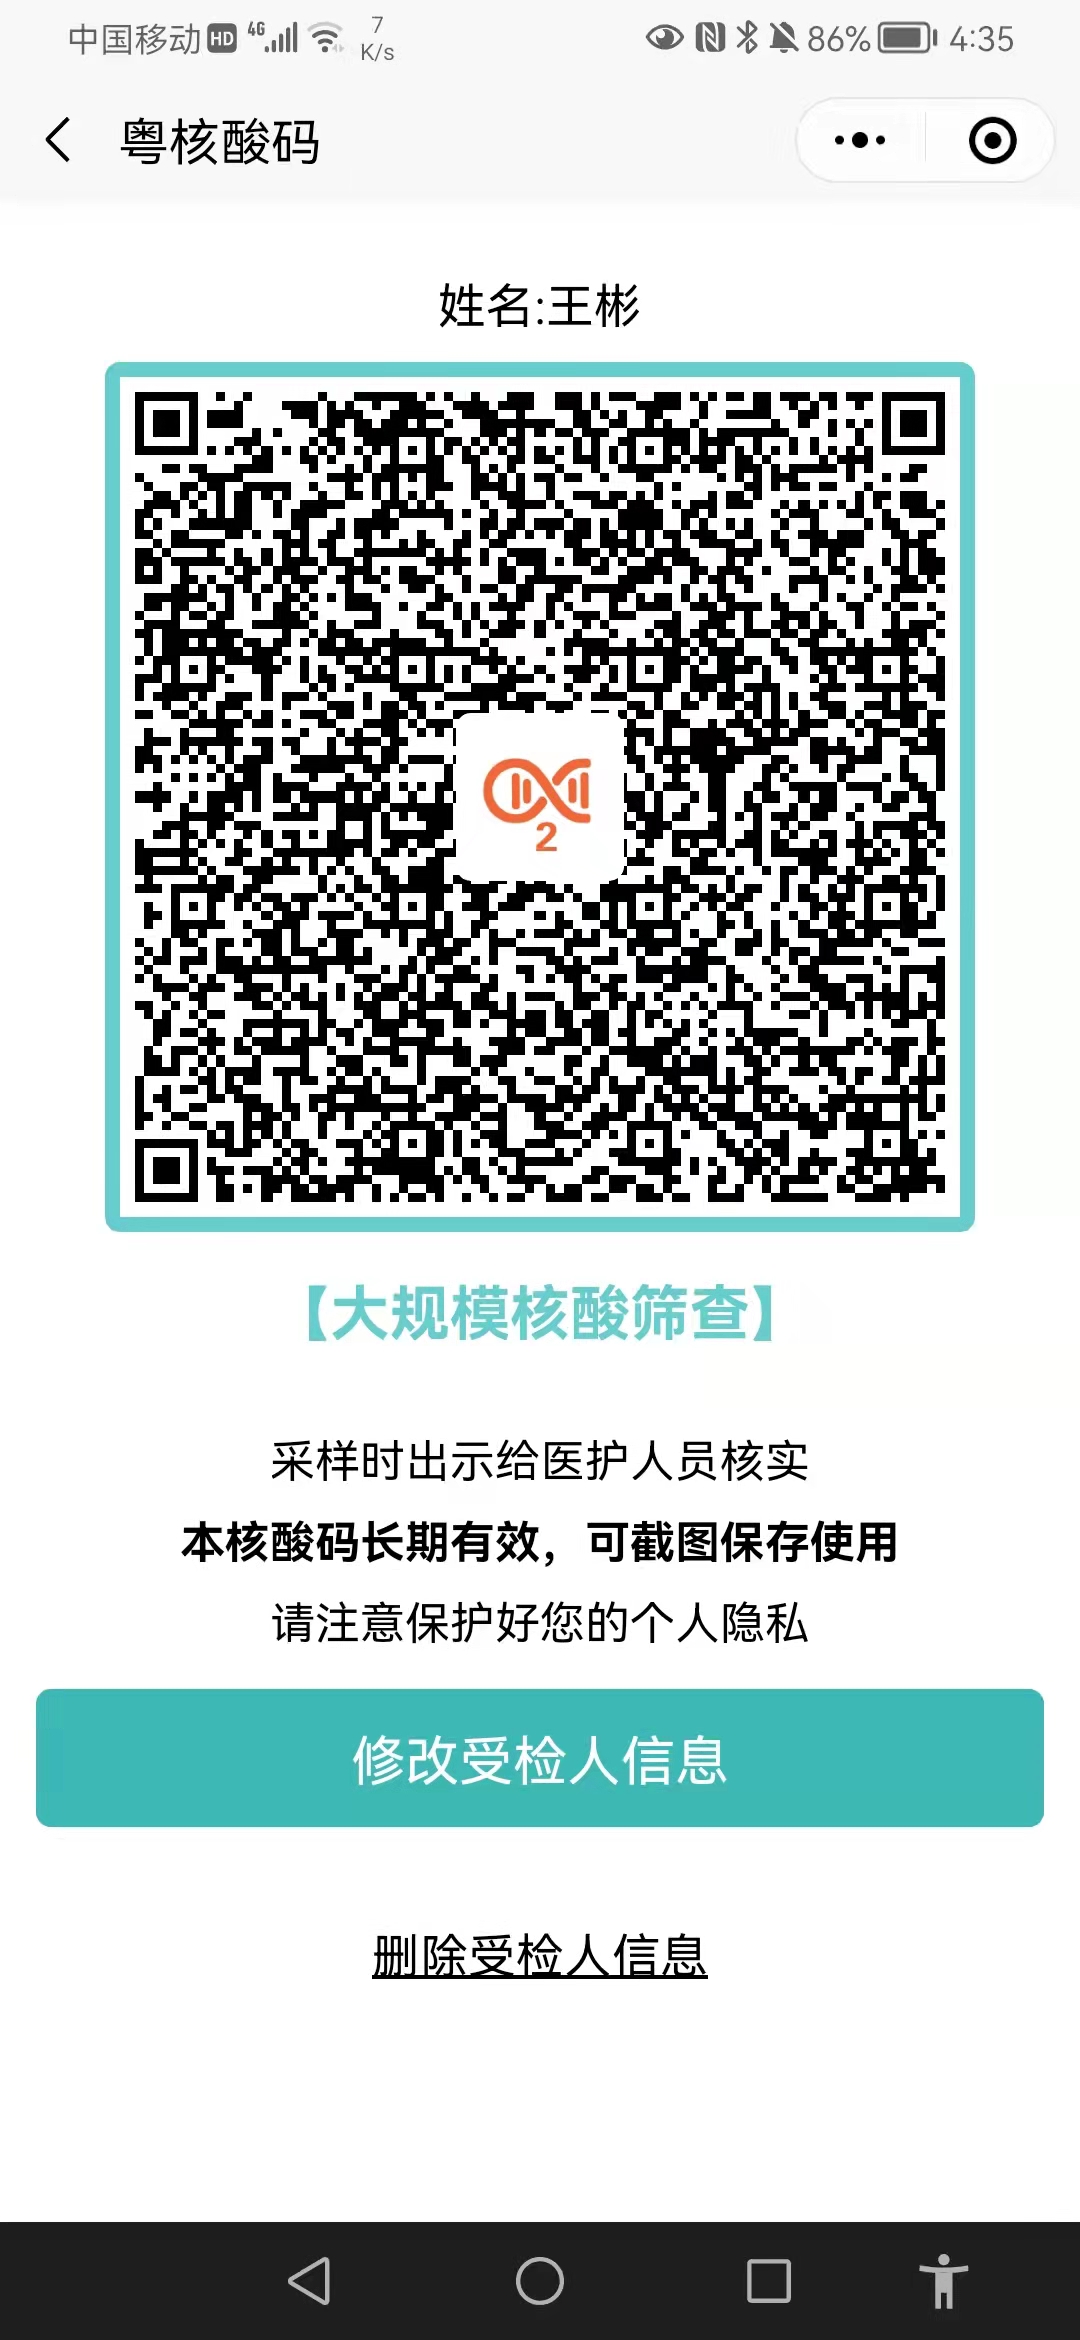 中国移动 HD 4G 7 K/s 86% 4:35
粤核酸码
姓名:王彬
2
【大规模核酸筛查】
采样时出示给医护人员核实
本核酸码长期有效，可截图保存使用
请注意保护好您的个人隐私
修改受检人信息
删除受检人信息